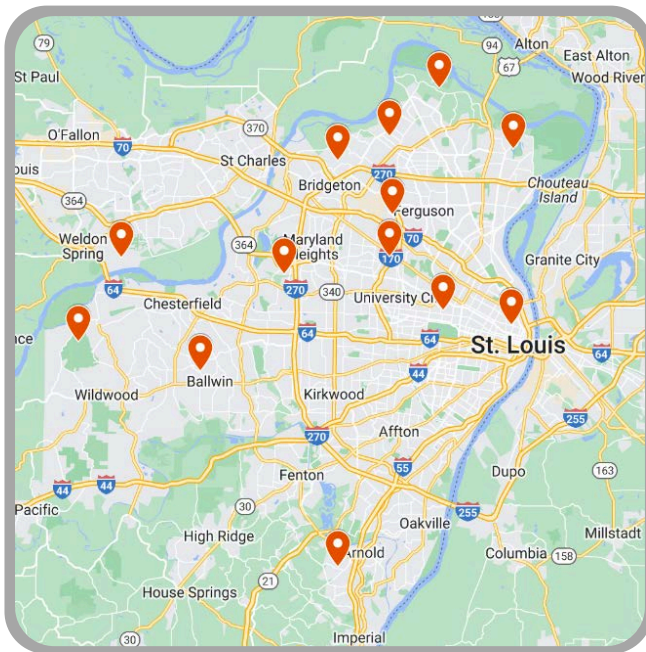 79
St Paul
94
Alton
67
East Alton
Wood River
O'Fallon
70
370
St Charles
270
Bridgeton
Chouteau
Island
364
Ferguson
70
Weldon
Spring
364
Maryland
Heights
170
Granite City
64
270
340
University Ci
Chesterfield
64
64
St. Louis
64
44
Ballwin
Wildwood
Kirkwood
255
Affton
270
55
Dupo
163
44
44
Fenton
Pacific
30
255
Oakville
High Ridge
Millstadt
Arnold
Columbia
158
21
House Springs
30
Imperial